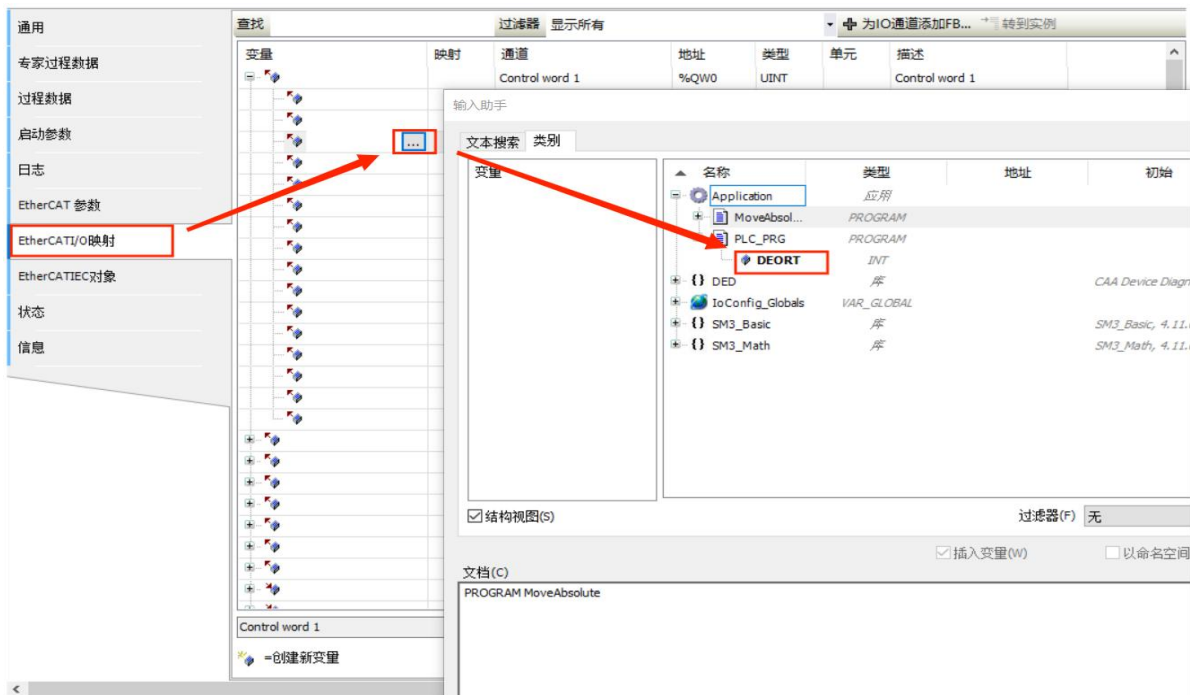 通用
专家过程数据
过程数据
启动参数
日志
EtherCAT 参数
EtherCATI/O映射
EtherCATIEC对象
状态
信息
查找 过滤器 显示所有 为IO通道添加FB... 转到实例
变量 映射 通道 地址 类型 单元 描述
Control word 1 %QW0 UINT Control word 1
...
输入助手
文本搜索 类别
变量
名称 类型 地址 初始
Application 应用
MoveAbsol... PROGRAM
PLC_PRG PROGRAM
DEORT INT
DED 库 CAA Device Diagn
IoConfig_Globals VAR_GLOBAL
SM3_Basic 库 SM3_Basic, 4.11.
SM3_Math 库 SM3_Math, 4.11.
结构视图(S) 过滤器(F) 无
插入变量(W) 以命名空间
文档(C)
PROGRAM MoveAbsolute
Control word 1
=创建新变量